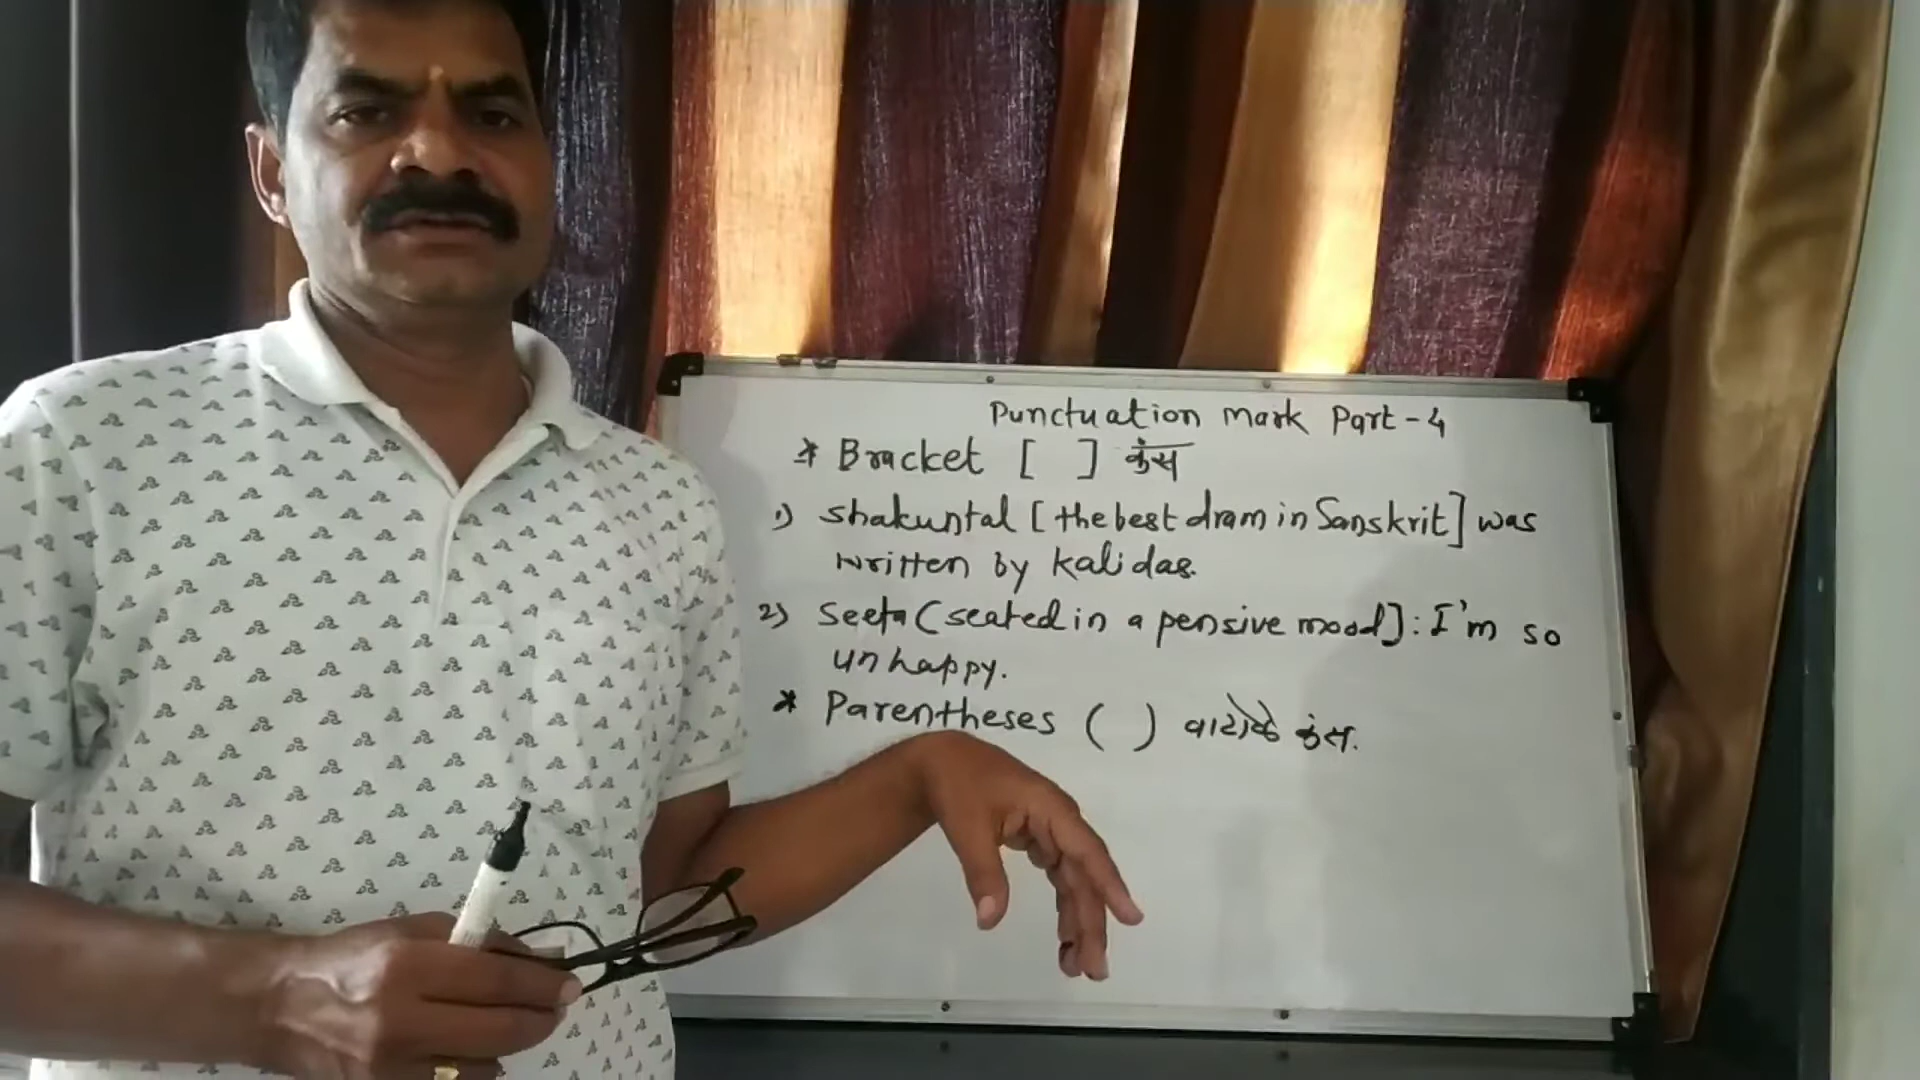 Punctuation mark Part-4
* Bracket [ ] कंस
1) Shakuntal [the best dram in Sanskrit] was
written by kalidas.
2) Seeta (seated in a pensive mood]: I'm so
unhappy.
* Parentheses ( ) कंस.